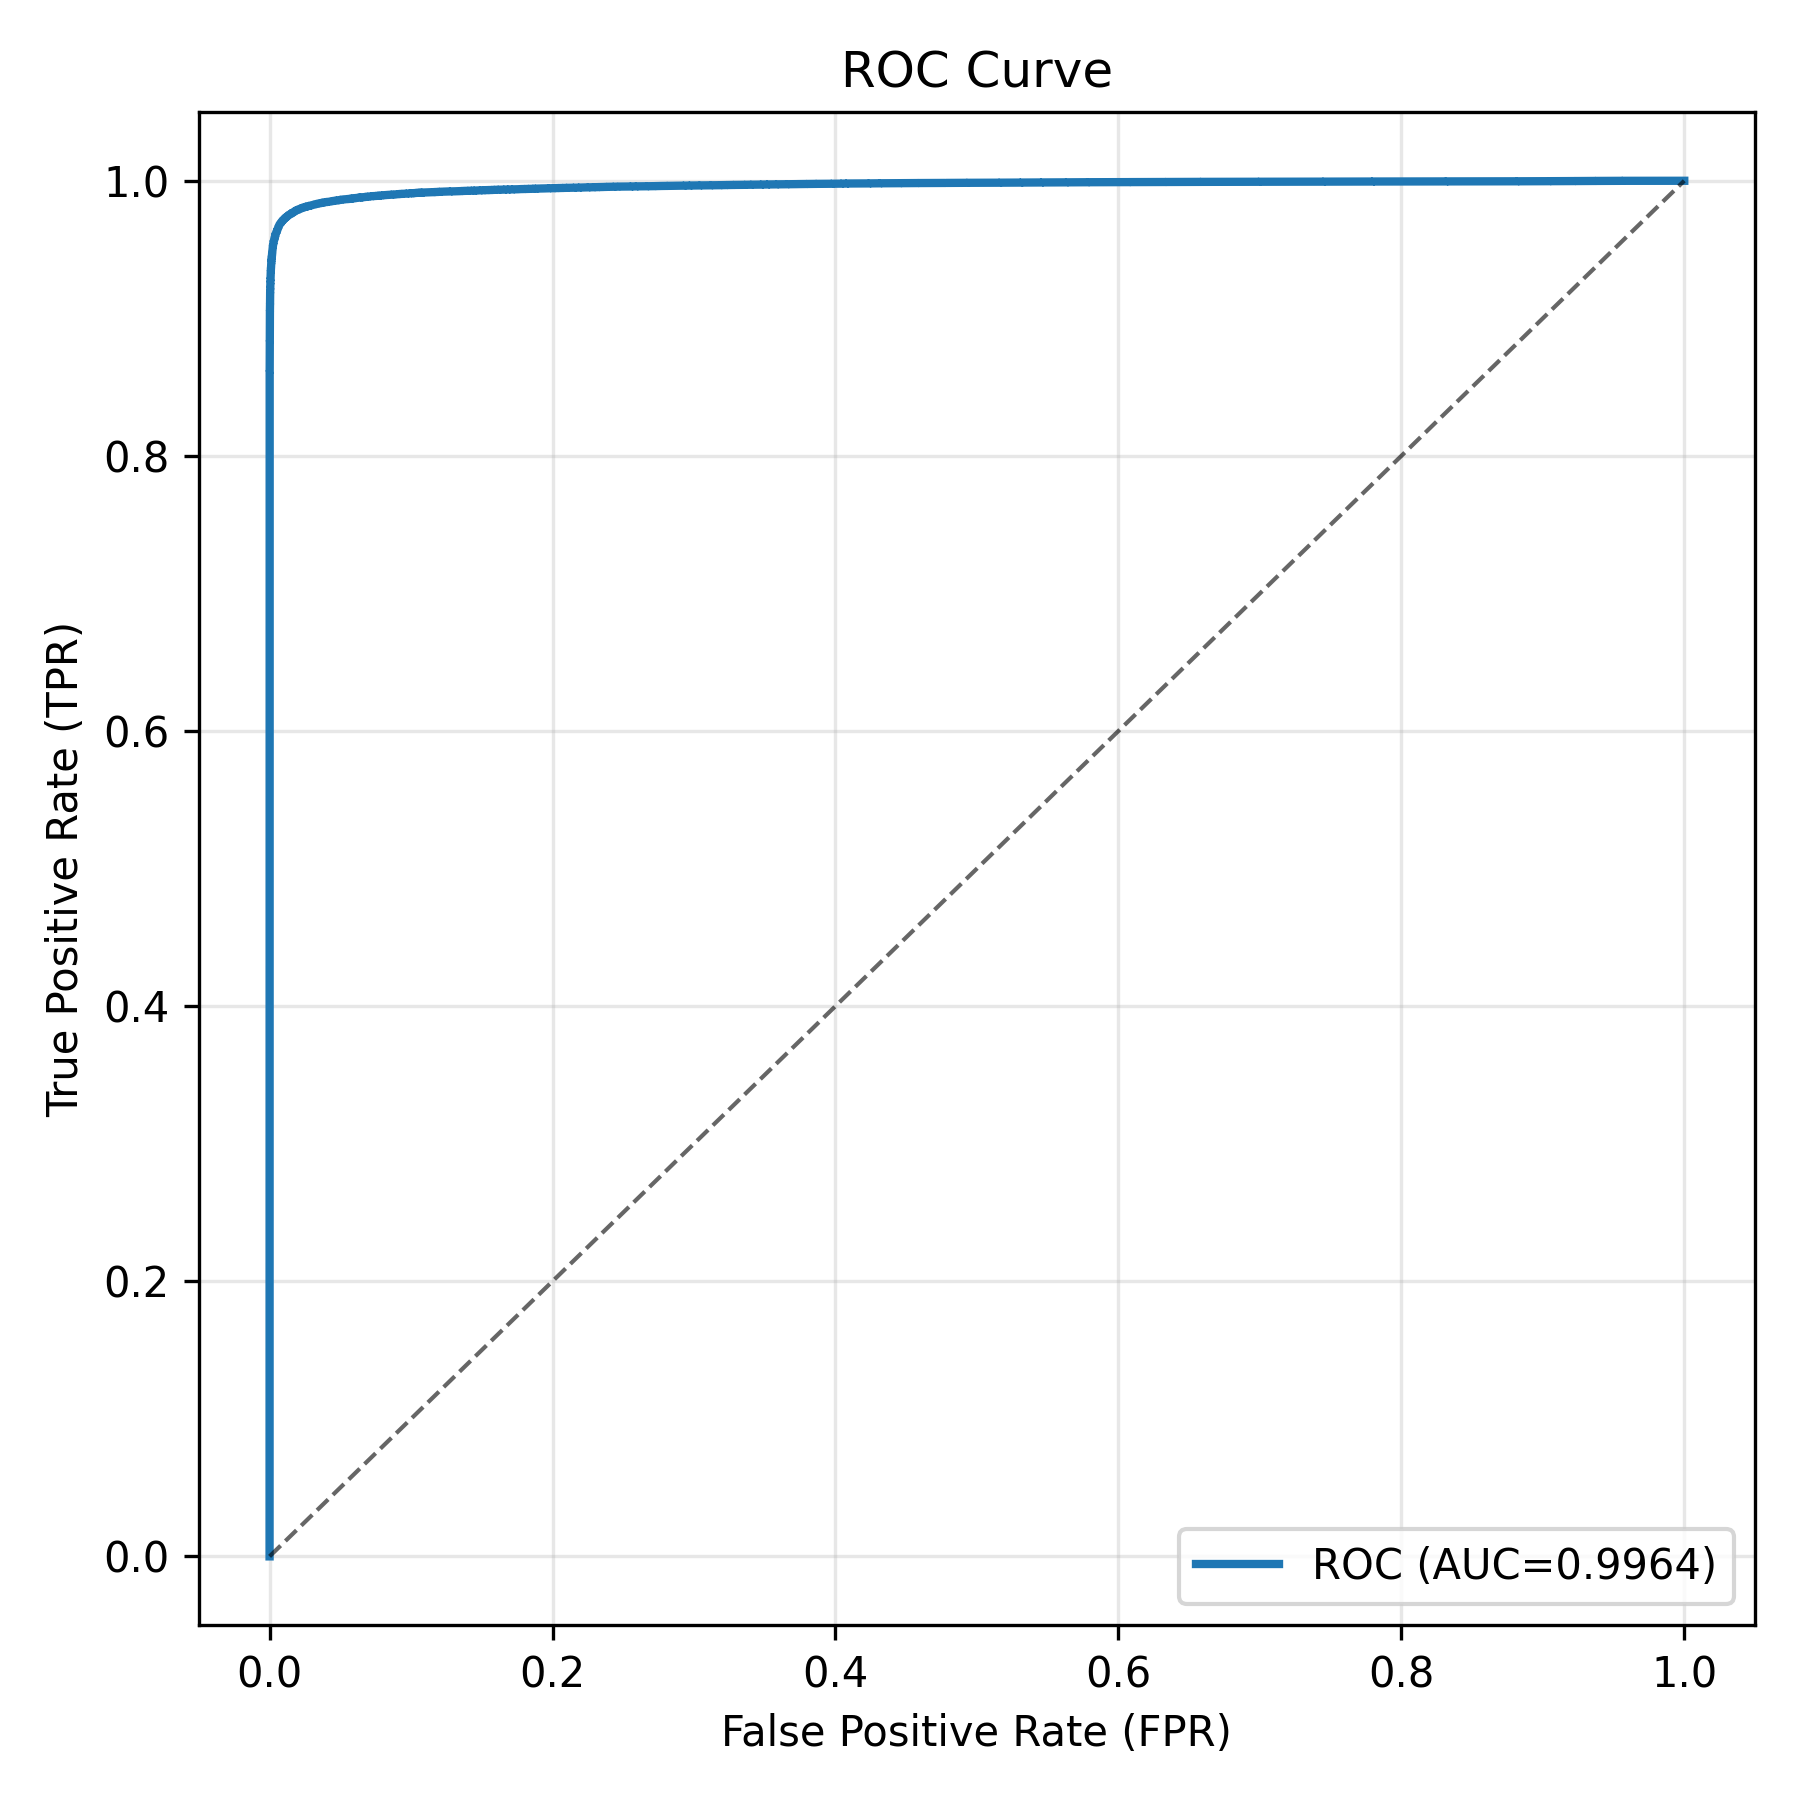 ROC Curve
True Positive Rate (TPR)
1.0
0.8
0.6
0.4
0.2
0.0
ROC (AUC=0.9964)
0.0 0.2 0.4 0.6 0.8 1.0
False Positive Rate (FPR)